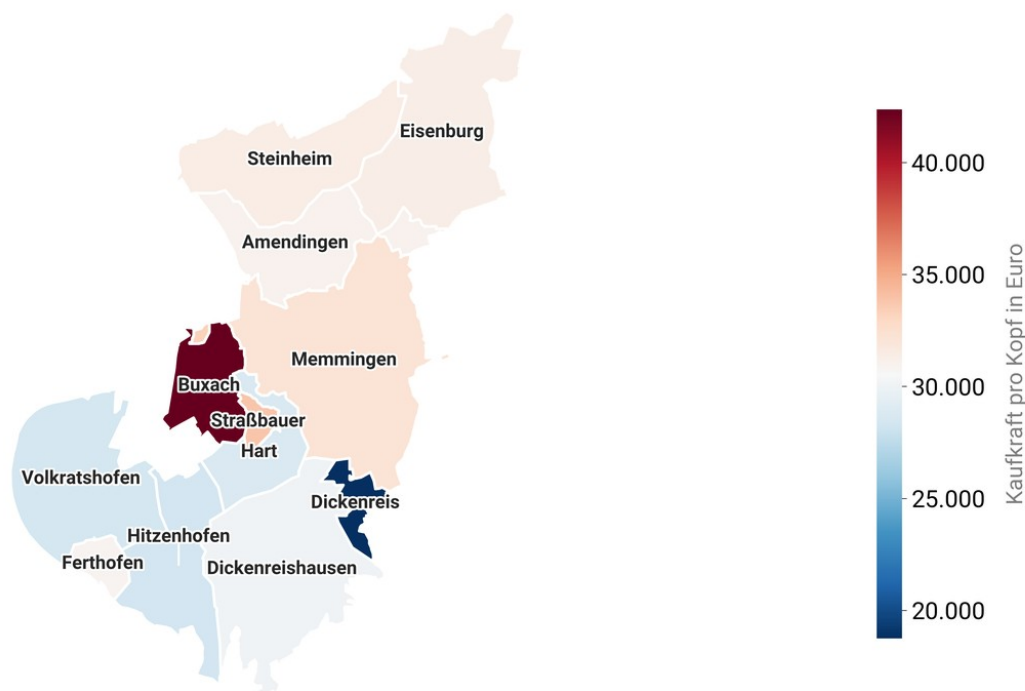 Eisenburg
Steinheim
Amendingen
Memmingen
Buxach
Straßbauer
Hart
Volkratshofen
Dickenreis
Hitzenhofen
Ferthofen
Dickenreishausen
40.000
35.000
30.000
25.000
20.000
Kaufkraft pro Kopf in Euro